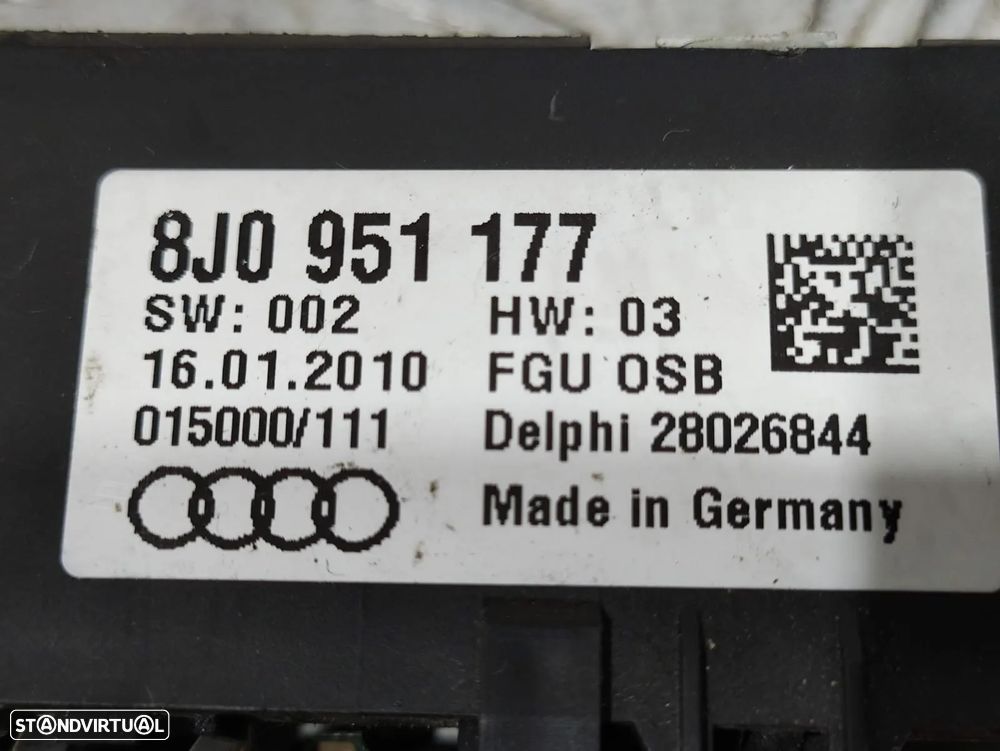 8J0 951 177
SW: 002 HW: 03
16.01.2010 FGU OSB
015000/111 Delphi 28026844
Made in Germany
STANDVIRTUAL